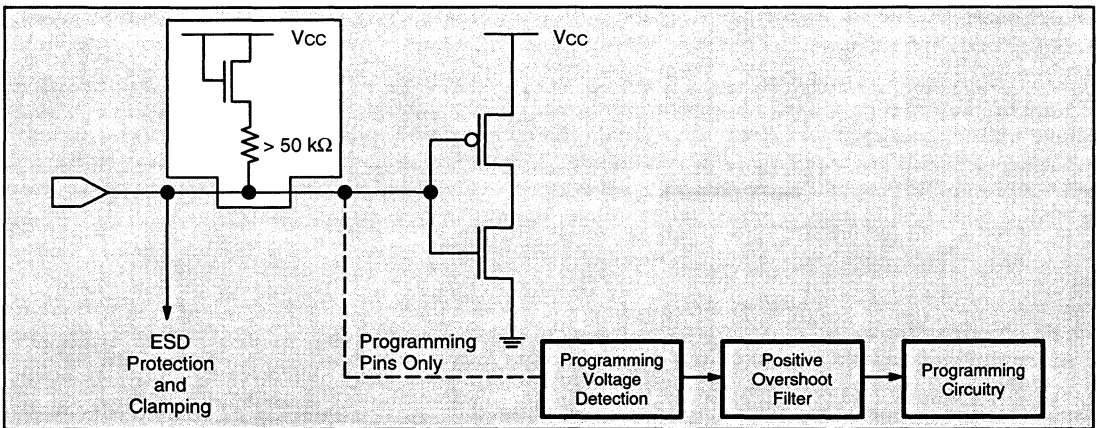 Vcc
Vcc
> 50 kΩ
ESD
Protection
and
Clamping
Programming
Pins Only
Programming
Voltage
Detection
Positive
Overshoot
Filter
Programming
Circuitry